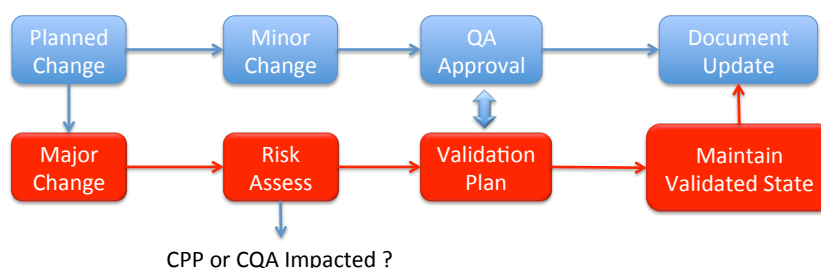 Planned
Change
Minor
Change
QA
Approval
Document
Update
Major
Change
Risk
Assess
Validation
Plan
Maintain
Validated State
CPP or CQA Impacted ?